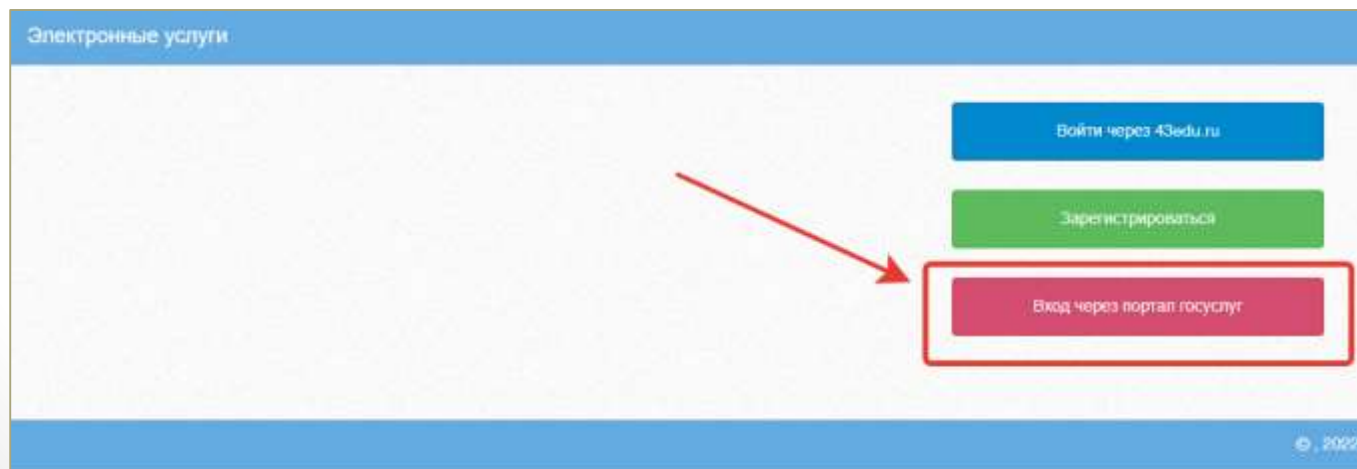 Электронные услуги
Войти через 43edu.ru
Зарегистрироваться
Вход через портал госуслуг
© , 2022